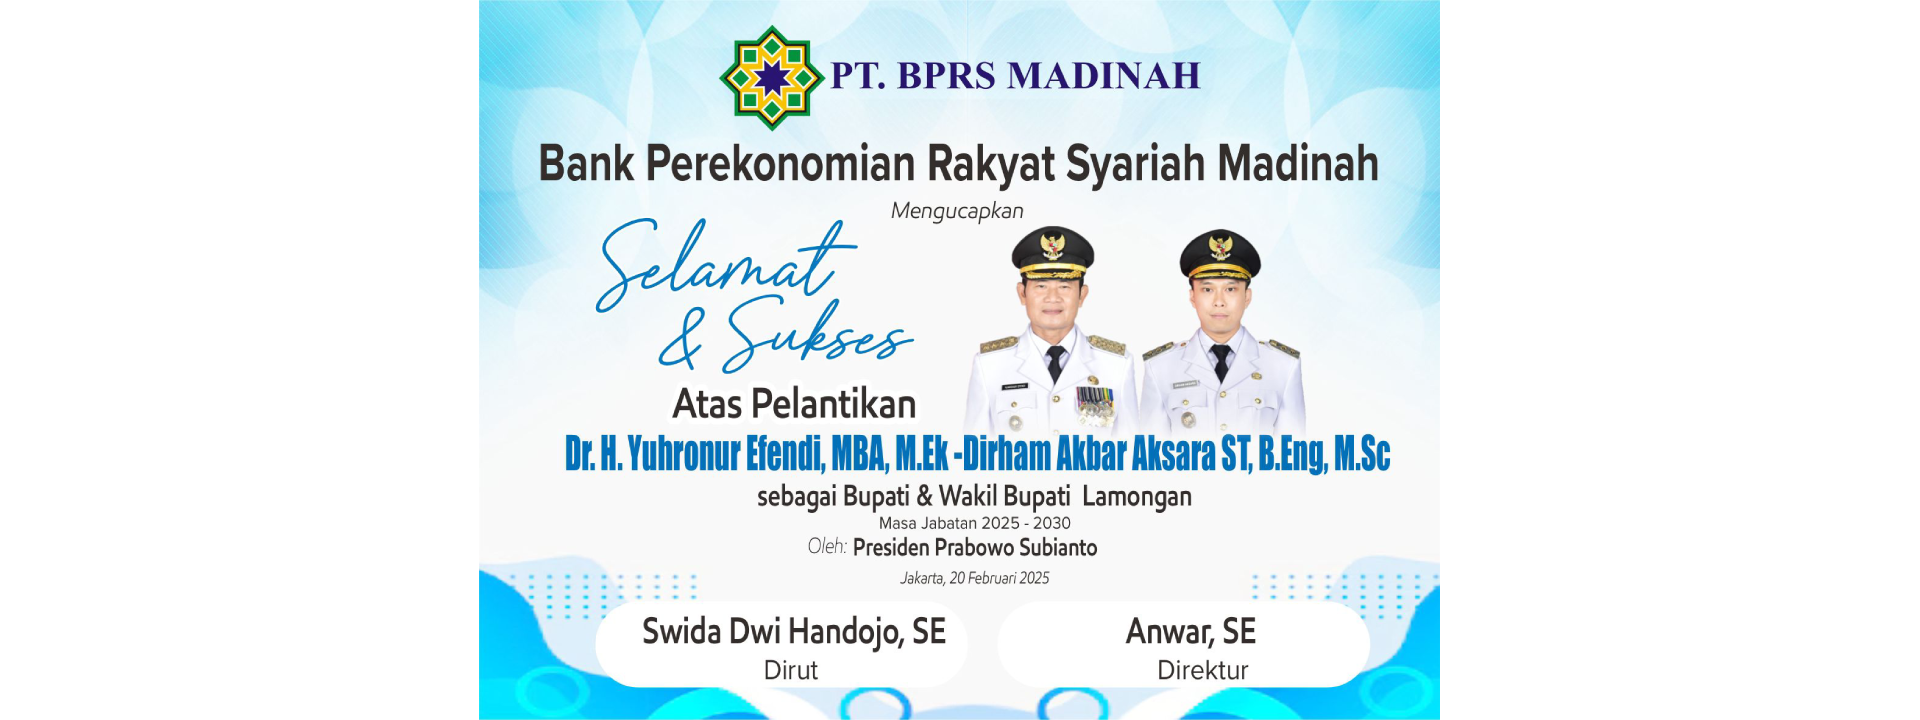 PT. BPRS MADINAH
Bank Perekonomian Rakyat Syariah Madinah
Mengucapkan
Selamat
& Sukses
Atas Pelantikan
Dr. H. Yuhronur Efendi, MBA, M.Ek -Dirham Akbar Aksara ST, B.Eng, M.Sc
sebagai Bupati & Wakil Bupati Lamongan
Masa Jabatan 2025 - 2030
Oleh: Presiden Prabowo Subianto
Jakarta, 20 Februari 2025
Swida Dwi Handojo, SE
Dirut
Anwar, SE
Direktur